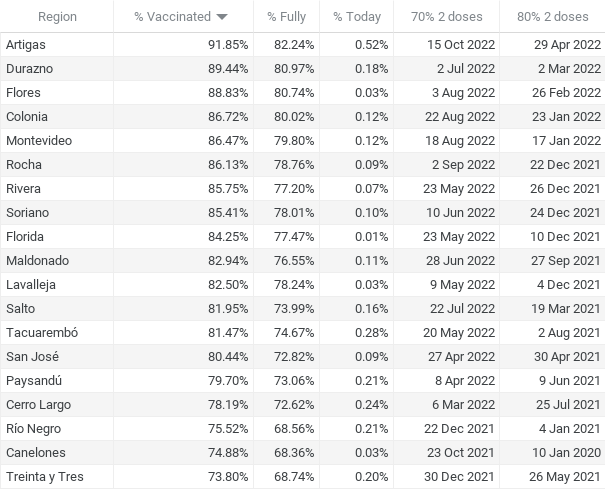 Region % Vaccinated % Fully % Today 70% 2 doses 80% 2 doses
Artigas 91.85% 82.24% 0.52% 15 Oct 2022 29 Apr 2022
Durazno 89.44% 80.97% 0.18% 2 Jul 2022 2 Mar 2022
Flores 88.83% 80.74% 0.03% 3 Aug 2022 26 Feb 2022
Colonia 86.72% 80.02% 0.12% 22 Aug 2022 23 Jan 2022
Montevideo 86.47% 79.80% 0.12% 18 Aug 2022 17 Jan 2022
Rocha 86.13% 78.76% 0.09% 2 Sep 2022 22 Dec 2021
Rivera 85.75% 77.20% 0.07% 23 May 2022 26 Dec 2021
Soriano 85.41% 78.01% 0.10% 10 Jun 2022 24 Dec 2021
Florida 84.25% 77.47% 0.01% 23 May 2022 10 Dec 2021
Maldonado 82.94% 76.55% 0.11% 28 Jun 2022 27 Sep 2021
Lavalleja 82.50% 78.24% 0.03% 9 May 2022 4 Dec 2021
Salto 81.95% 73.99% 0.16% 22 Jul 2022 19 Mar 2021
Tacuarembó 81.47% 74.67% 0.28% 20 May 2022 2 Aug 2021
San José 80.44% 72.82% 0.09% 27 Apr 2022 30 Apr 2021
Paysandú 79.70% 73.06% 0.21% 8 Apr 2022 9 Jun 2021
Cerro Largo 78.19% 72.62% 0.24% 6 Mar 2022 25 Jul 2021
Río Negro 75.52% 68.56% 0.21% 22 Dec 2021 4 Jan 2021
Canelones 74.88% 68.36% 0.03% 23 Oct 2021 10 Jan 2020
Treinta y Tres 73.80% 68.74% 0.20% 30 Dec 2021 26 May 2021